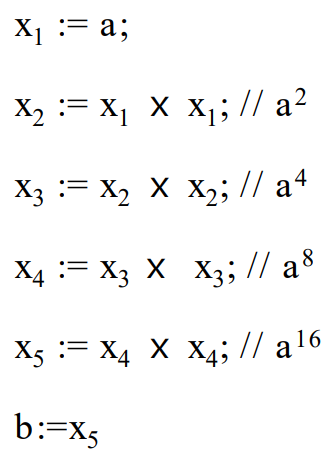 x₁ := a;
x₂ := x₁ X x₁; // a²
x₃ := x₂ X x₂; // a⁴
x₄ := x₃ X x₃; // a⁸
x₅ := x₄ X x₄; // a¹⁶
b:=x₅